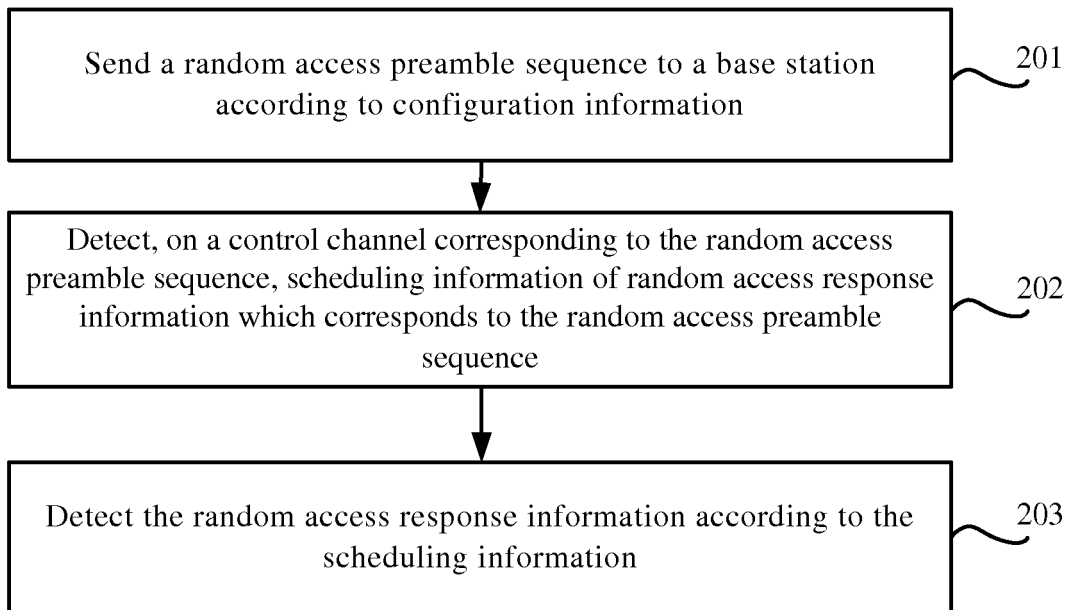 Send a random access preamble sequence to a base station
according to configuration information
201
Detect, on a control channel corresponding to the random access
preamble sequence, scheduling information of random access response
information which corresponds to the random access preamble
sequence
202
Detect the random access response information according to the
scheduling information
203